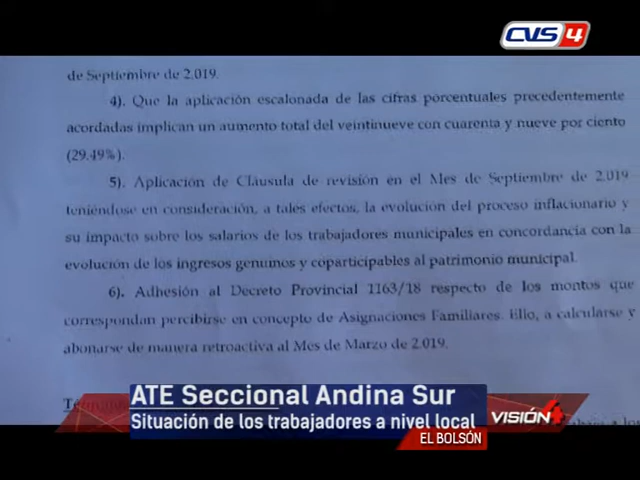 CVS 4
de Septiembre de 2.019.
4). Que la aplicación escalonada de las cifras porcentuales precedentemente
acordadas implican un aumento total del veintinueve con cuarenta y nueve por ciento
(29.49%).
5). Aplicación de Cláusula de revisión en el Mes de Septiembre de 2.019
teniéndose en consideración, a tales efectos, la evolución del proceso inflacionario y
su impacto sobre los salarios de los trabajadores municipales en concordancia con la
evolución de los ingresos genuinos y coparticipables al patrimonio municipal.
6). Adhesión al Decreto Provincial 1163/18 respecto de los montos que
correspondan percibirse en concepto de Asignaciones Familiares. Ello, a calcularse y
abonarse de manera retroactiva al Mes de Marzo de 2.019.
ATE Seccional Andina Sur
Situación de los trabajadores a nivel local
EL BOLSÓN
VISIÓN 4